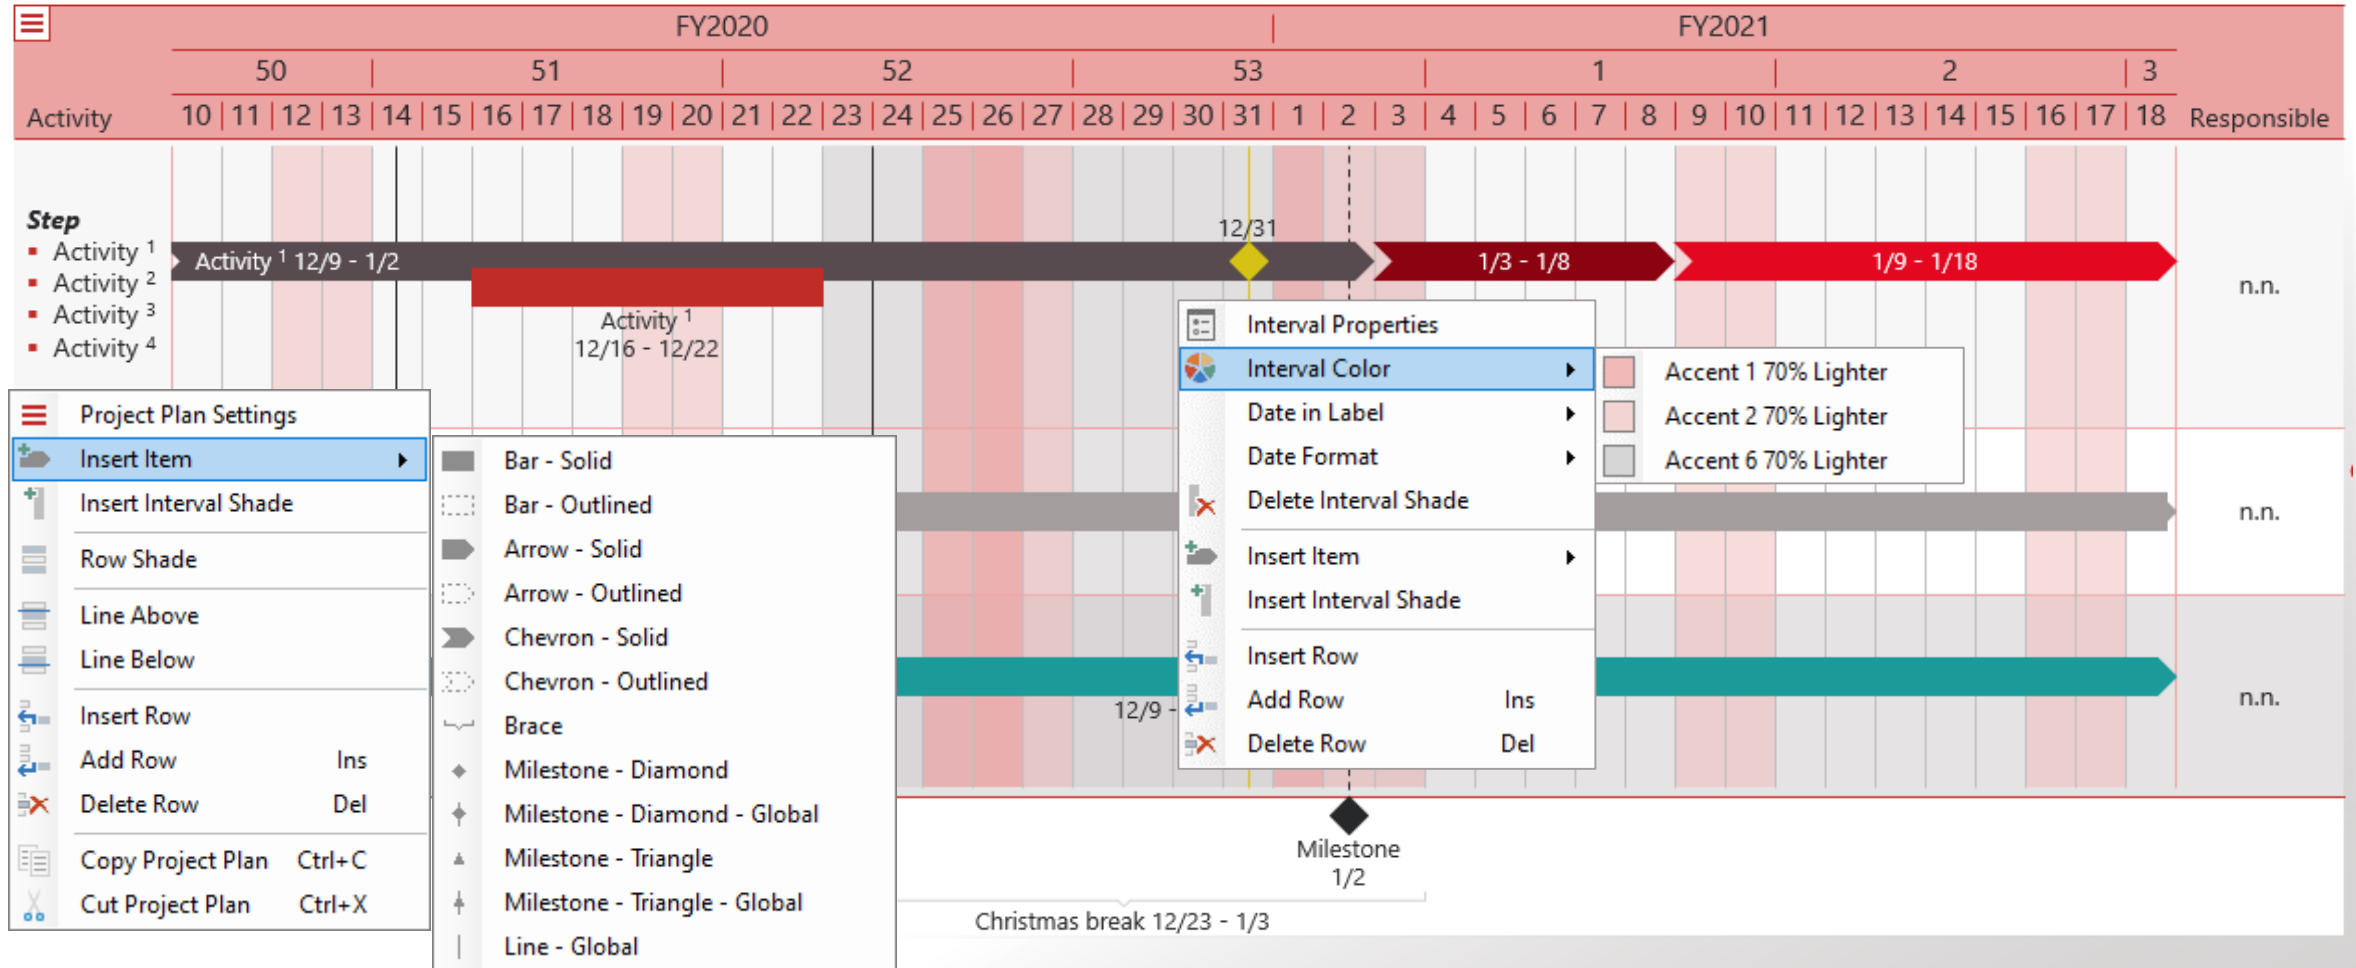 FY2020 FY2021
50 51 52 53 1 2 3
Activity 10 11 12 13 14 15 16 17 18 19 20 21 22 23 24 25 26 27 28 29 30 31 1 2 3 4 5 6 7 8 9 10 11 12 13 14 15 16 17 18 Responsible
Step
Activity ¹
Activity ²
Activity ³
Activity ⁴
12/31
Activity ¹ 12/9 - 1/2
1/3 - 1/8
1/9 - 1/18
n.n.
Activity ¹
12/16 - 12/22
Project Plan Settings
Insert Item
Insert Interval Shade
Row Shade
Line Above
Line Below
Insert Row
Add Row Ins
Delete Row Del
Copy Project Plan Ctrl+C
Cut Project Plan Ctrl+X
Bar - Solid
Bar - Outlined
Arrow - Solid
Arrow - Outlined
Chevron - Solid
Chevron - Outlined
Brace
Milestone - Diamond
Milestone - Diamond - Global
Milestone - Triangle
Milestone - Triangle - Global
Line - Global
Interval Properties
Interval Color
Date in Label
Date Format
Delete Interval Shade
Insert Item
Insert Interval Shade
Insert Row
Add Row Ins
Delete Row Del
Accent 1 70% Lighter
Accent 2 70% Lighter
Accent 6 70% Lighter
n.n.
12/9 -
n.n.
Milestone
1/2
Christmas break 12/23 - 1/3